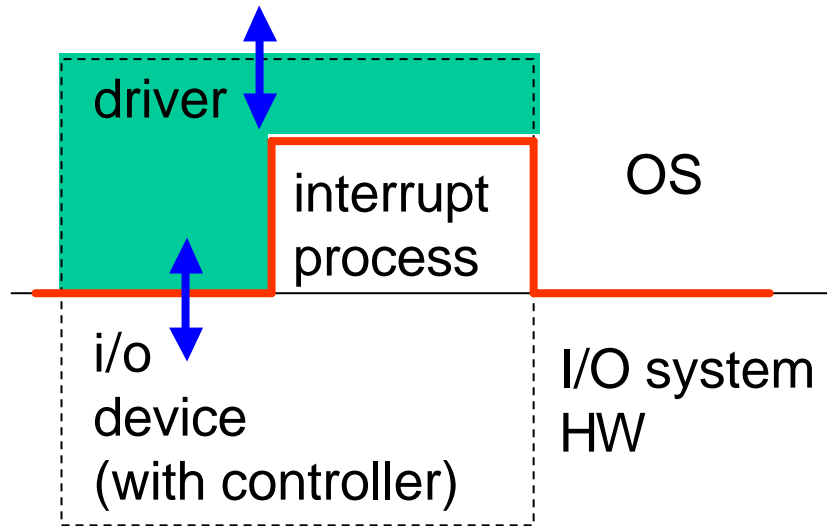 driver
interrupt
process
OS
i/o
device
(with controller)
I/O system
HW